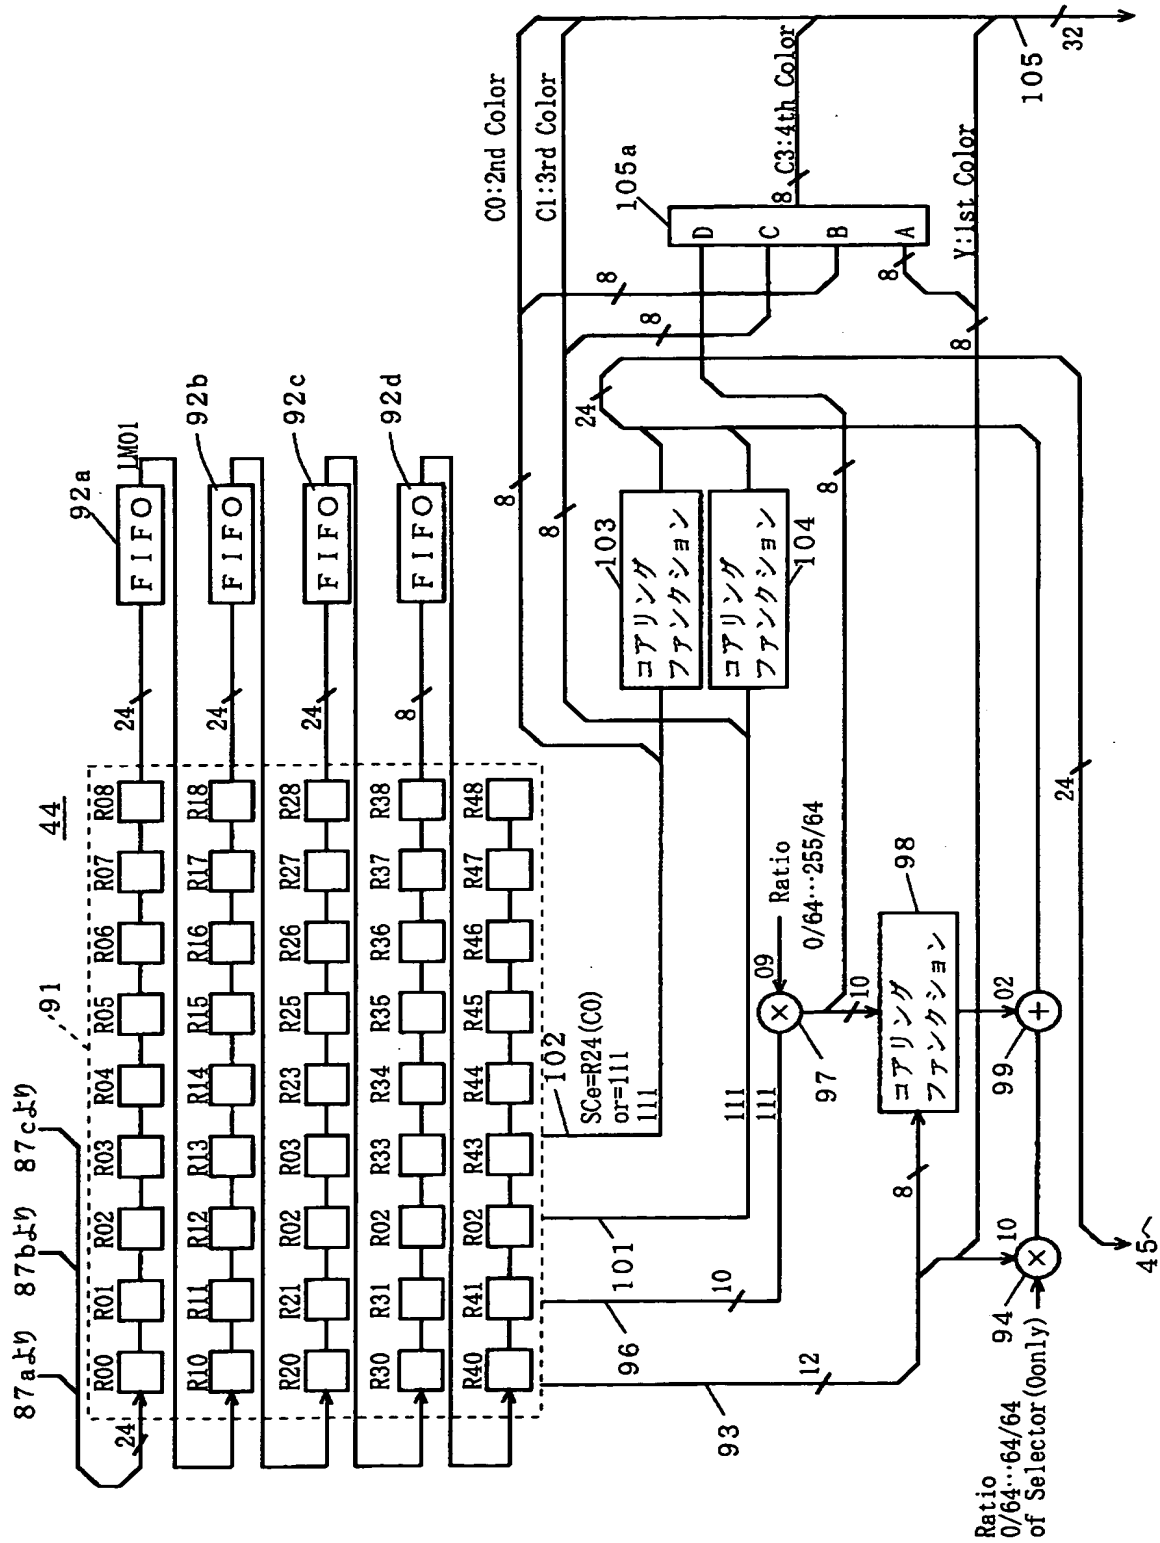 44
91
87aより
87bより
87cより
24
R00
R01
R02
R03
R04
R05
R06
R07
R08
24
FIFO
92a
LM01
R10
R11
R12
R13
R14
R15
R16
R17
R18
24
FIFO
92b
R20
R21
R02
R03
R23
R25
R26
R27
R28
24
FIFO
92c
R30
R31
R02
R33
R34
R35
R36
R37
R38
8
FIFO
92d
R40
R41
R02
R43
R44
R45
R46
R47
R48
102
SCe=R24(C0)
or=111
111
111
111
101
96
10
93
12
C0:2nd Color
C1:3rd Color
8
8
103
コアリング
ファンクション
コアリング
ファンクション
104
24
8
8
105a
D
C
B
A
8
8
C3:4th Color
Y:1st Color
8
105
32
Ratio
0/64…255/64
09
97
10
8
コアリング
ファンクション
98
8
99
02
94
10
Ratio
0/64…64/64
of Selector(0only)
24
45